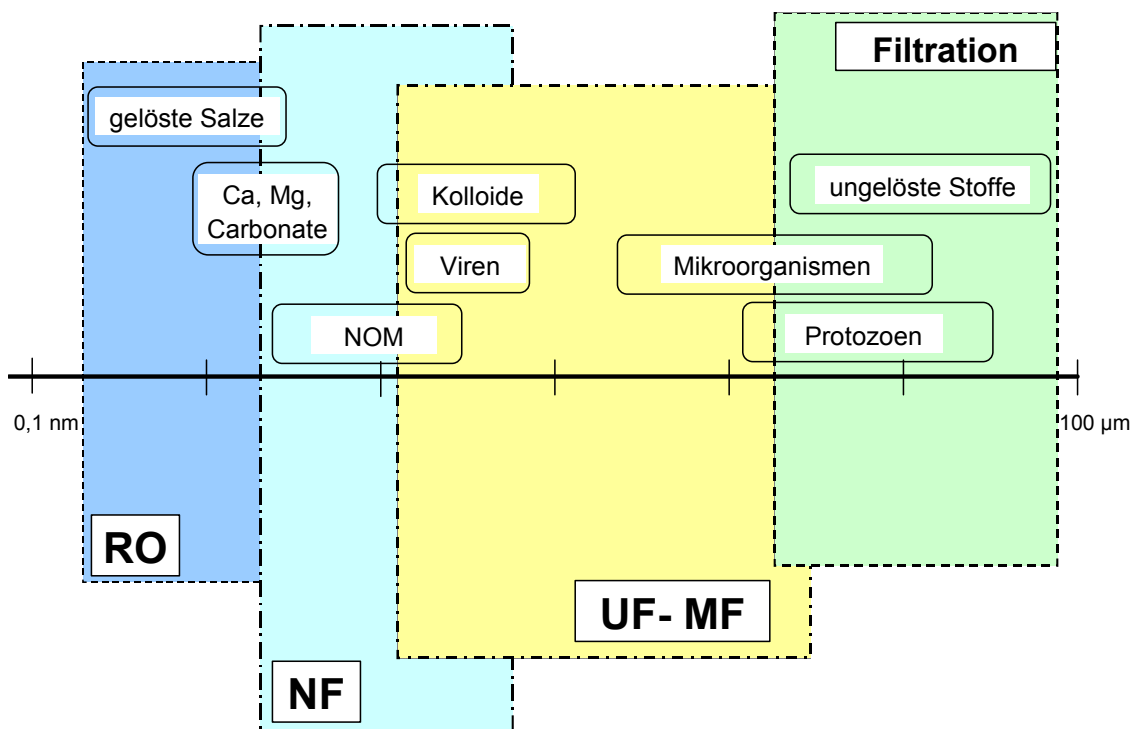 Filtration
gelöste Salze
Ca, Mg,
Carbonate
Kolloide
ungelöste Stoffe
Viren
Mikroorganismen
NOM
Protozoen
0,1 nm
100 µm
RO
UF- MF
NF